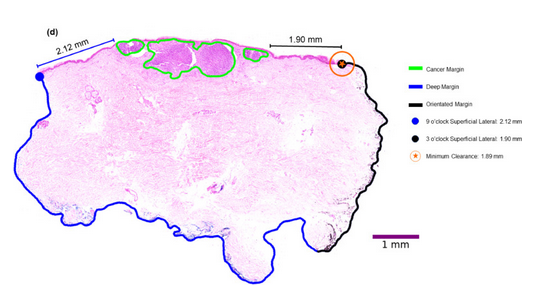 (d)
2.12 mm
1.90 mm
Cancer Margin
Deep Margin
Orientated Margin
9 o'clock Superficial Lateral: 2.12 mm
3 o'clock Superficial Lateral: 1.90 mm
Minimum Clearance: 1.89 mm
1 mm